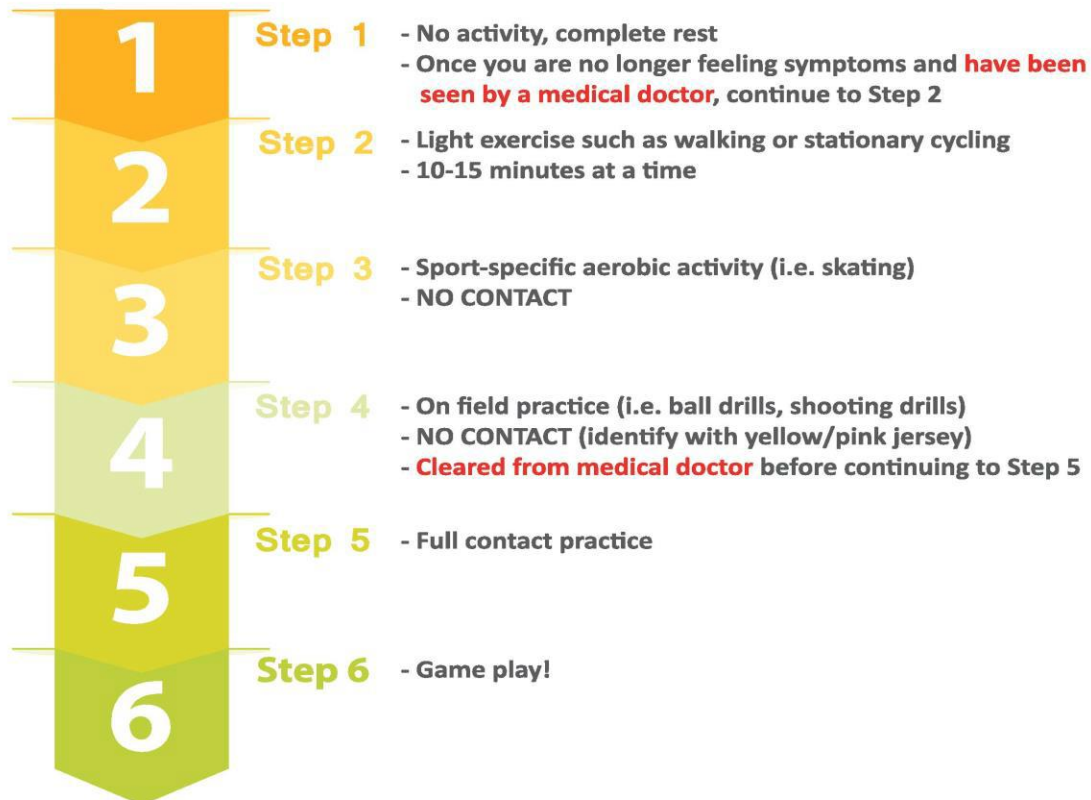 1 Step 1 - No activity, complete rest
- Once you are no longer feeling symptoms and have been
seen by a medical doctor, continue to Step 2
2 Step 2 - Light exercise such as walking or stationary cycling
- 10-15 minutes at a time
3 Step 3 - Sport-specific aerobic activity (i.e. skating)
- NO CONTACT
4 Step 4 - On field practice (i.e. ball drills, shooting drills)
- NO CONTACT (identify with yellow/pink jersey)
- Cleared from medical doctor before continuing to Step 5
5 Step 5 - Full contact practice
6 Step 6 - Game play!